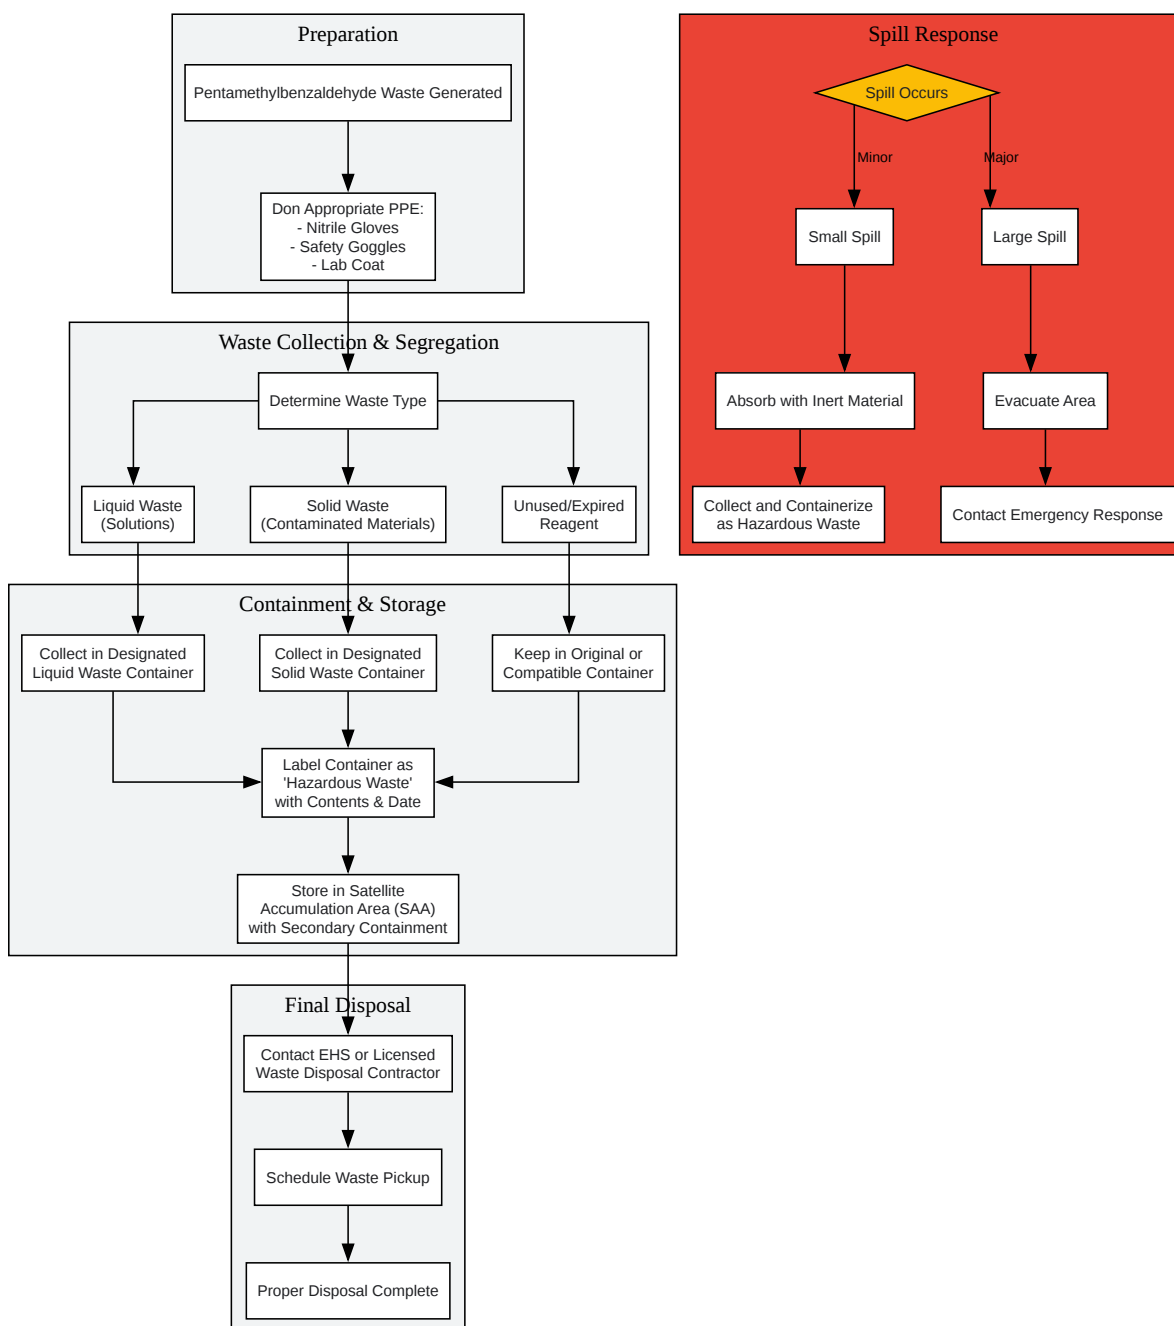 Preparation
Pentamethylbenzaldehyde Waste Generated
Don Appropriate PPE:
- Nitrile Gloves
- Safety Goggles
- Lab Coat
Waste Collection & Segregation
Determine Waste Type
Liquid Waste
(Solutions)
Solid Waste
(Contaminated Materials)
Unused/Expired
Reagent
Containment & Storage
Collect in Designated
Liquid Waste Container
Collect in Designated
Solid Waste Container
Keep in Original or
Compatible Container
Label Container as
'Hazardous Waste'
with Contents & Date
Store in Satellite
Accumulation Area (SAA)
with Secondary Containment
Final Disposal
Contact EHS or Licensed
Waste Disposal Contractor
Schedule Waste Pickup
Proper Disposal Complete
Spill Response
Spill Occurs
Minor
Major
Small Spill
Large Spill
Absorb with Inert Material
Evacuate Area
Collect and Containerize
as Hazardous Waste
Contact Emergency Response